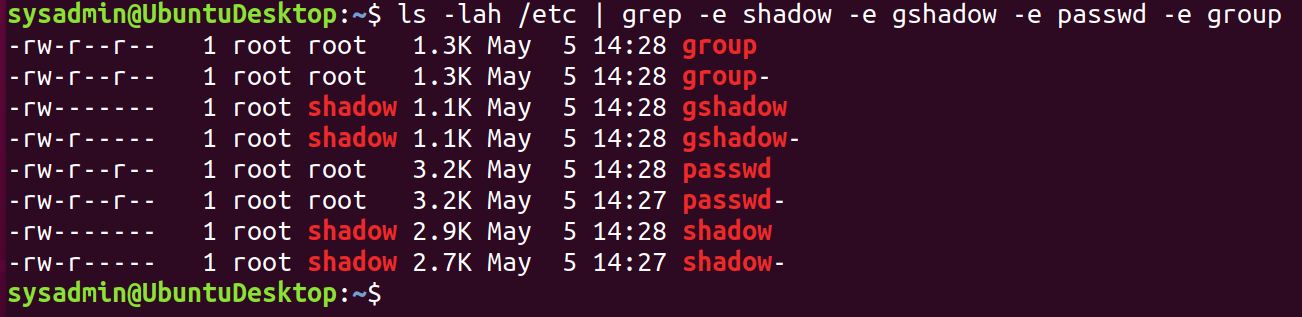 sysadmin@UbuntuDesktop:~$ ls -lah /etc | grep -e shadow -e gshadow -e passwd -e group
-rw-r--r--   1 root root   1.3K May  5 14:28 group
-rw-r--r--   1 root root   1.3K May  5 14:28 group-
-rw-------   1 root shadow 1.1K May  5 14:28 gshadow
-rw-r-----   1 root shadow 1.1K May  5 14:28 gshadow-
-rw-r--r--   1 root root   3.2K May  5 14:28 passwd
-rw-r--r--   1 root root   3.2K May  5 14:27 passwd-
-rw-------   1 root shadow 2.9K May  5 14:28 shadow
-rw-r-----   1 root shadow 2.7K May  5 14:27 shadow-
sysadmin@UbuntuDesktop:~$